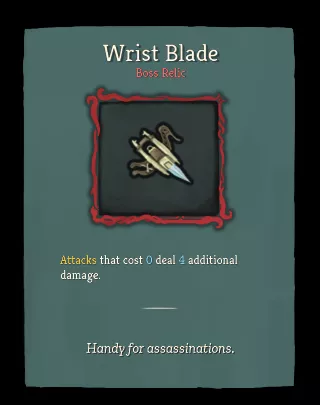 Wrist Blade
Boss Relic
Attacks that cost 0 deal 4 additional
damage.
Handy for assassinations.